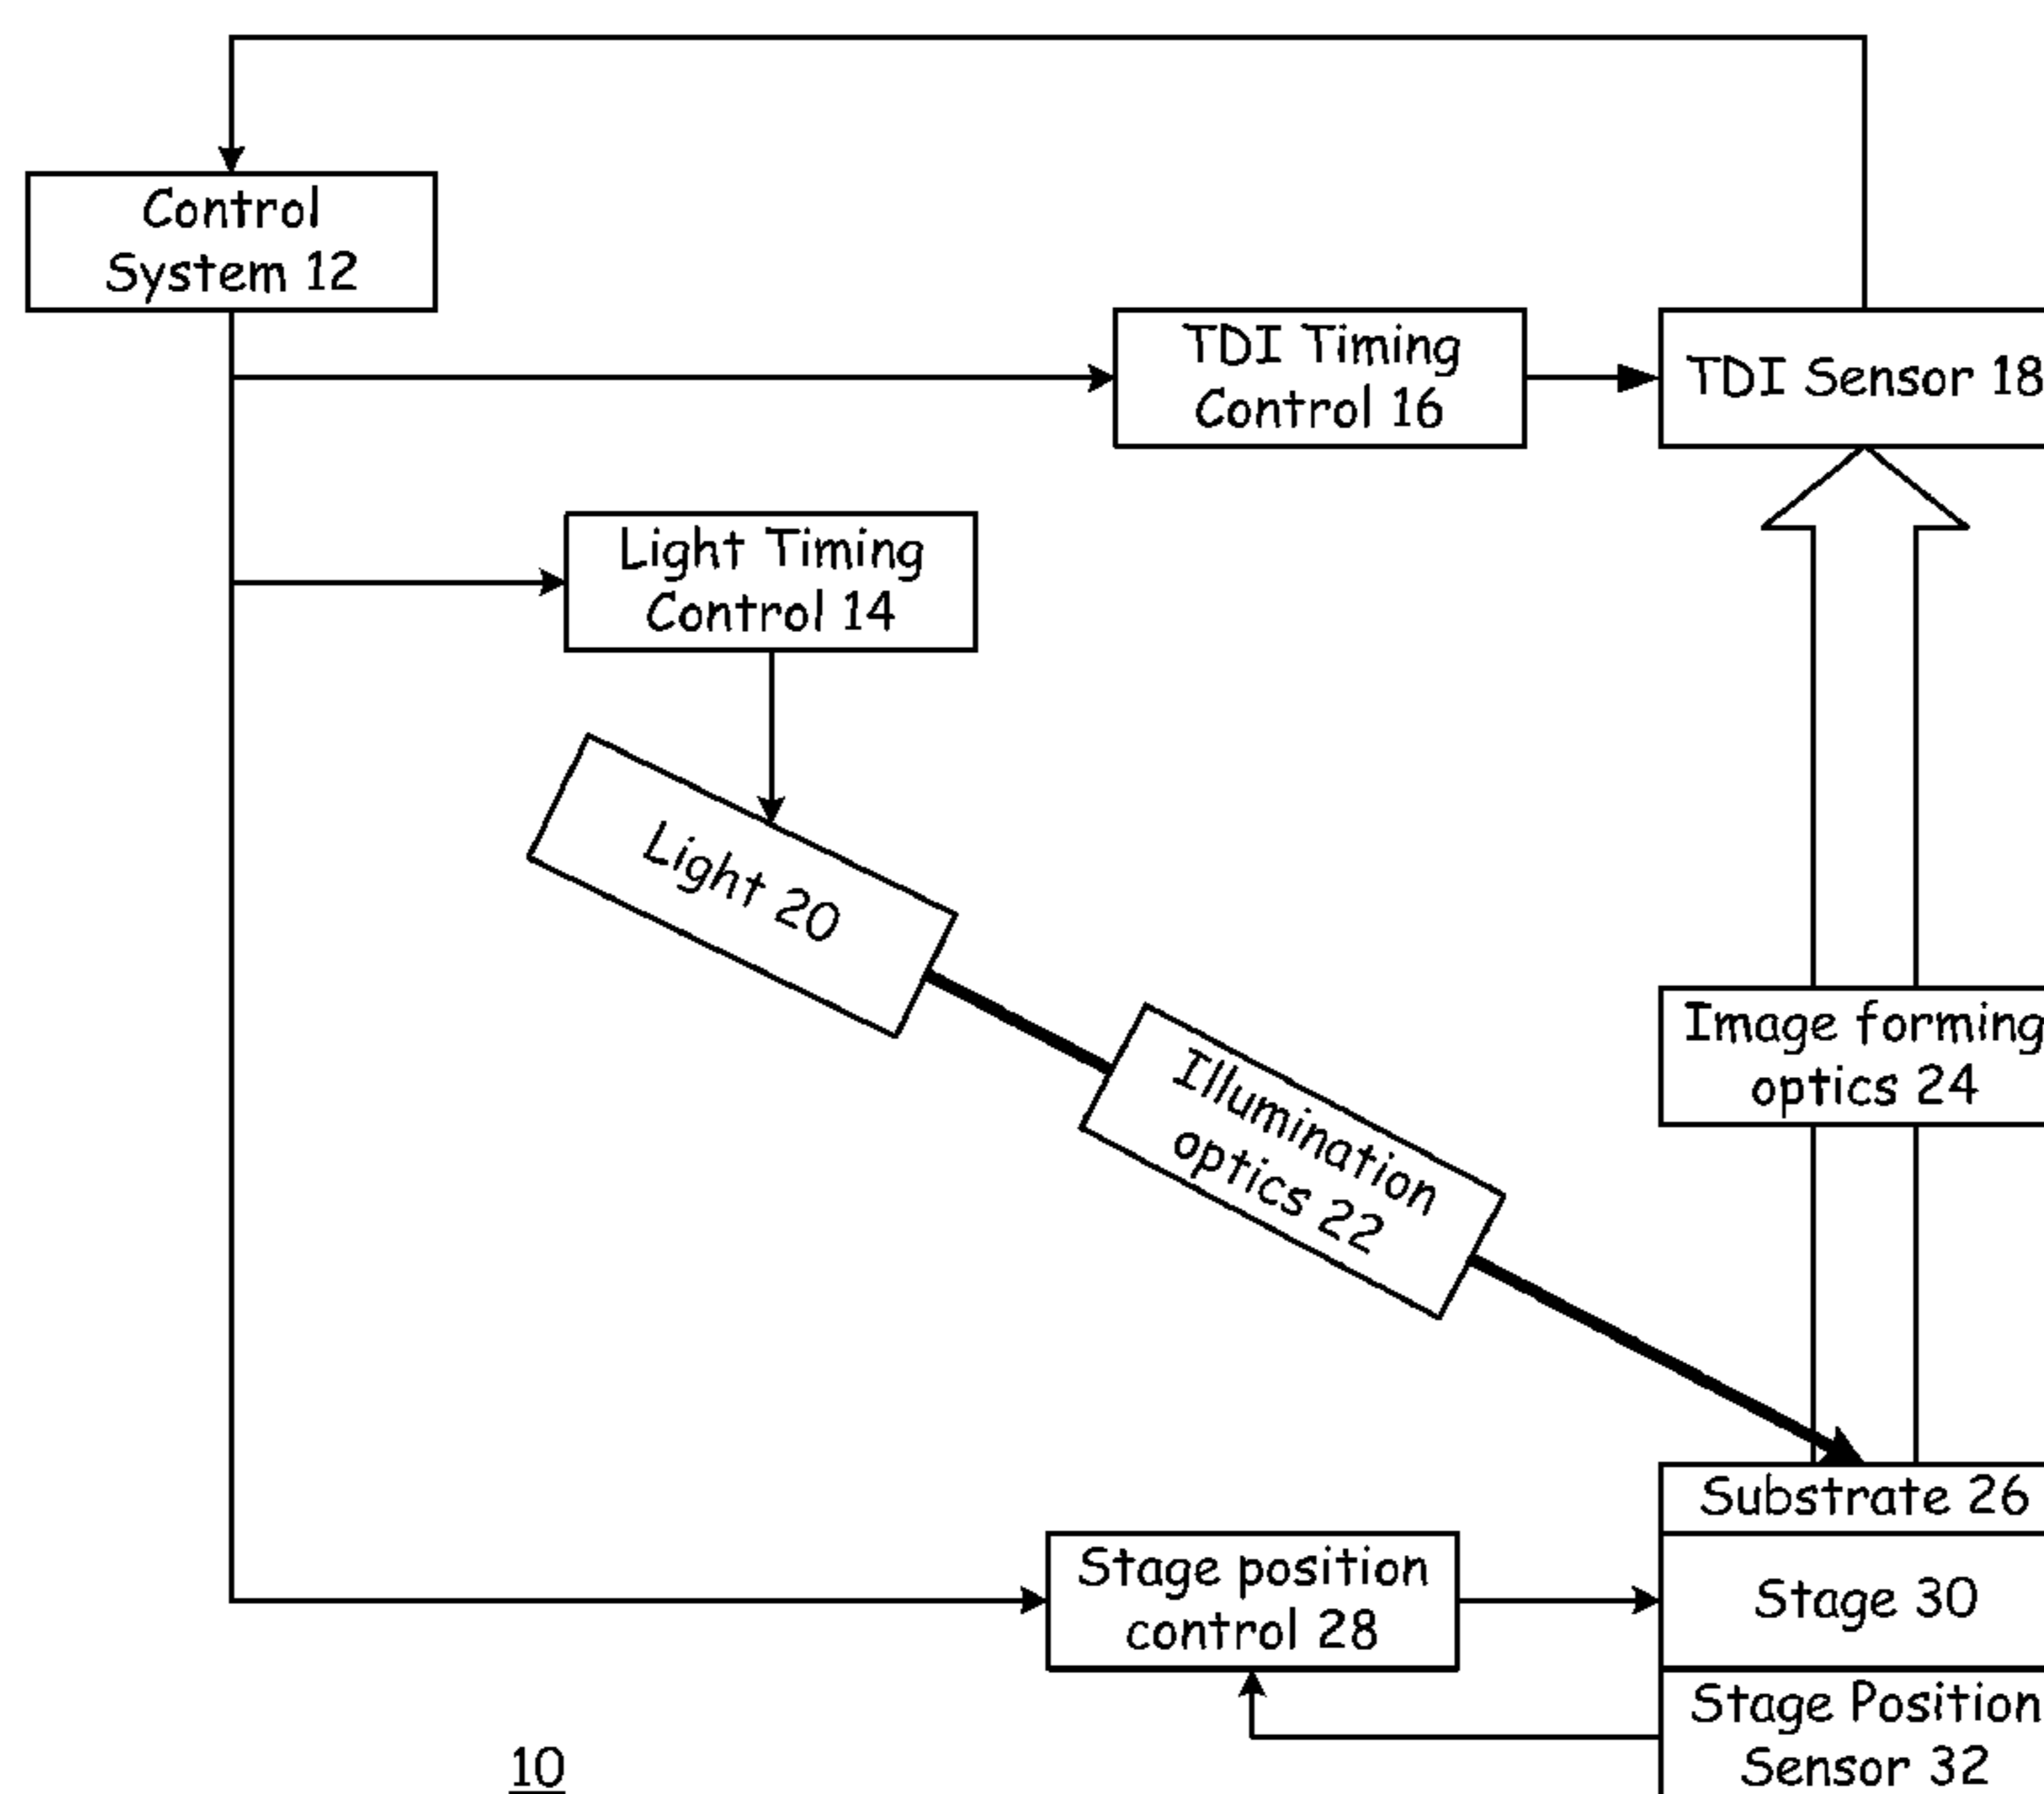 Control
System 12
TDI Timing
Control 16
TDI Sensor 18
Light Timing
Control 14
Light 20
Illumination
optics 22
Image forming
optics 24
Substrate 26
Stage position
control 28
Stage 30
Stage Position
Sensor 32
10